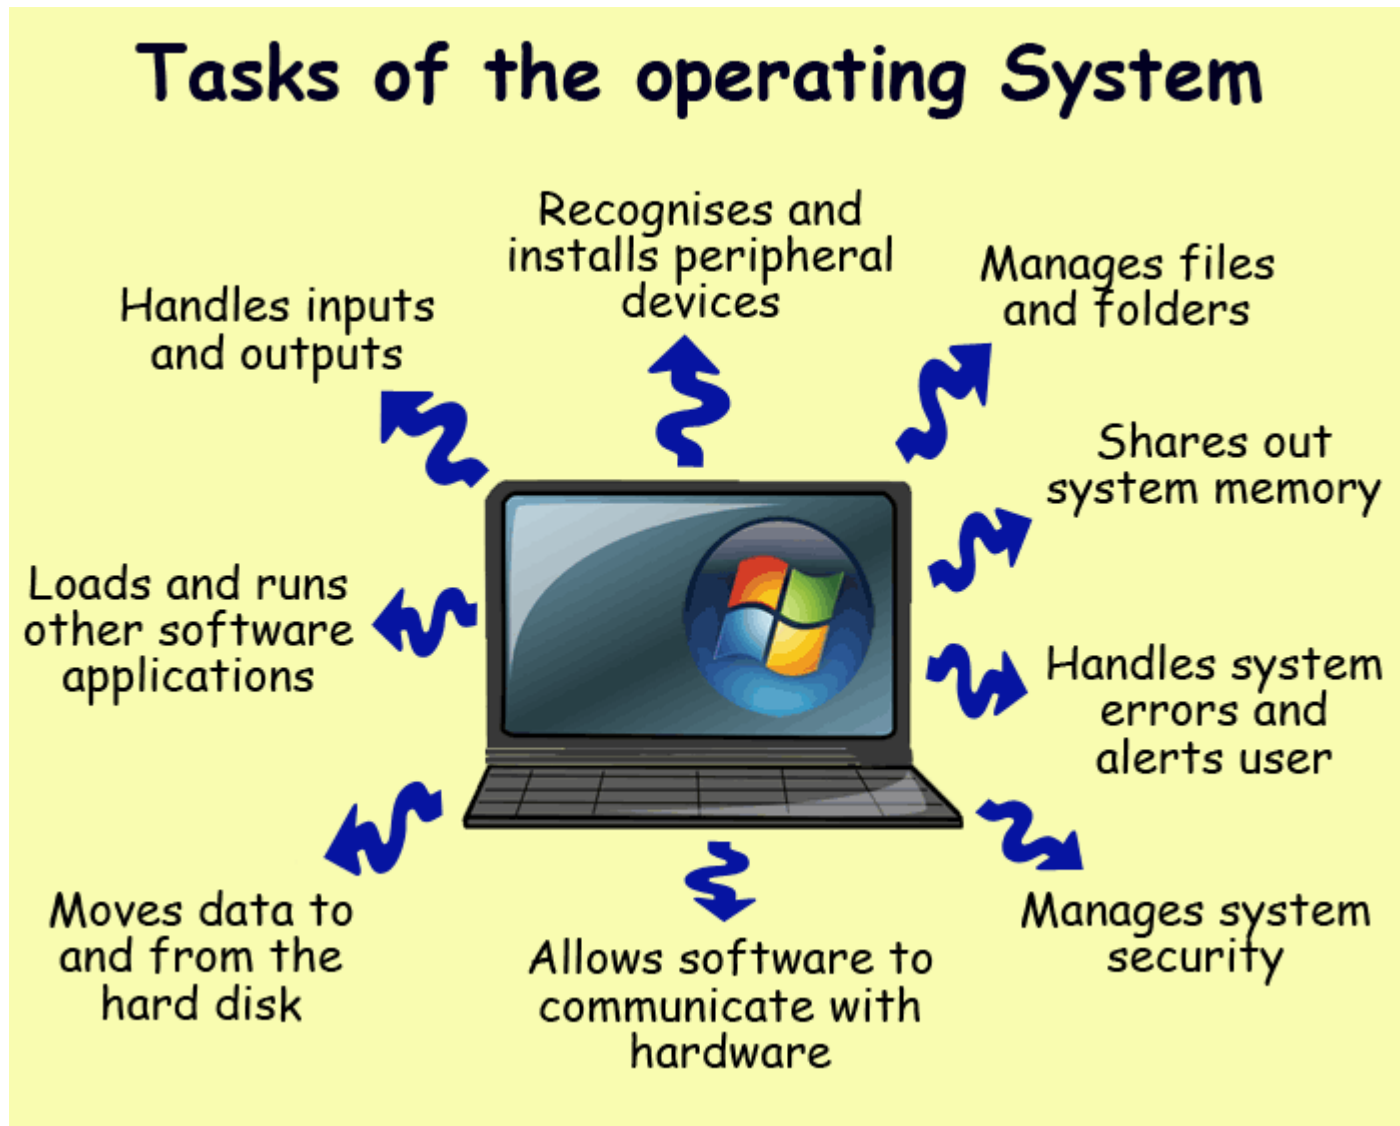 Tasks of the operating System
Recognises and
installs peripheral
devices
Manages files
and folders
Handles inputs
and outputs
Shares out
system memory
Loads and runs
other software
applications
Handles system
errors and
alerts user
Moves data to
and from the
hard disk
Allows software to
communicate with
hardware
Manages system
security